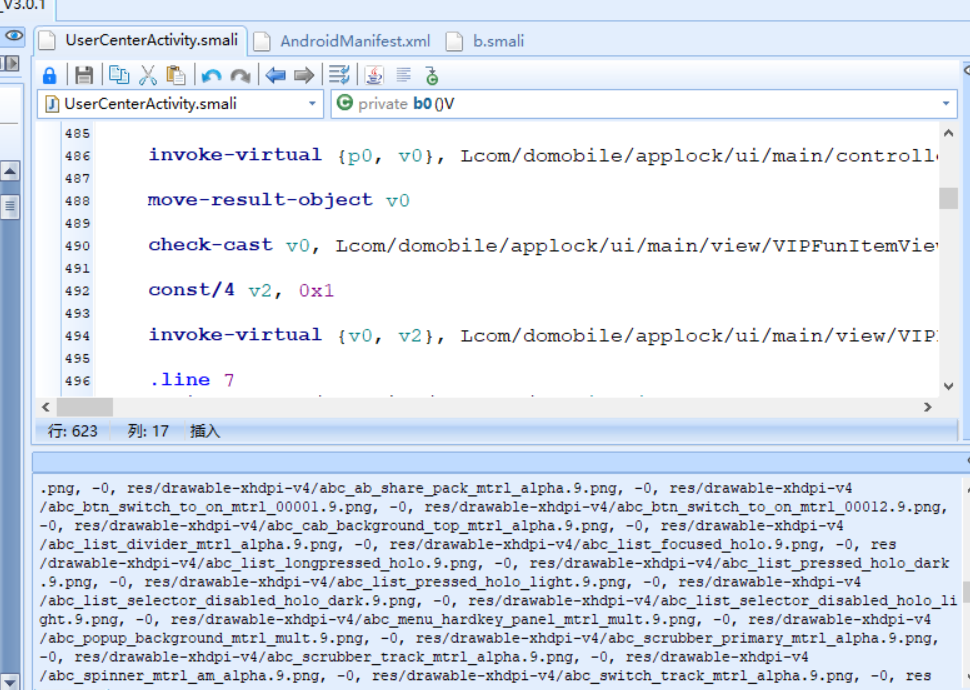 _V3.0.1
UserCenterActivity.smali AndroidManifest.xml b.smali
UserCenterActivity.smali private b0()V
485
486 invoke-virtual {p0, v0}, Lcom/domobile/applock/ui/main/controll
487
488 move-result-object v0
489
490 check-cast v0, Lcom/domobile/applock/ui/main/view/VIPFunItemView
491
492 const/4 v2, 0x1
493
494 invoke-virtual {v0, v2}, Lcom/domobile/applock/ui/main/view/VIP
495
496 .line 7
行: 623 列: 17 插入
.png, -0, res/drawable-xhdpi-v4/abc_ab_share_pack_mtrl_alpha.9.png, -0, res/drawable-xhdpi-v4
/abc_btn_switch_to_on_mtrl_00001.9.png, -0, res/drawable-xhdpi-v4/abc_btn_switch_to_on_mtrl_00012.9.png,
-0, res/drawable-xhdpi-v4/abc_cab_background_top_mtrl_alpha.9.png, -0, res/drawable-xhdpi-v4
/abc_list_divider_mtrl_alpha.9.png, -0, res/drawable-xhdpi-v4/abc_list_focused_holo.9.png, -0, res
/drawable-xhdpi-v4/abc_list_longpressed_holo.9.png, -0, res/drawable-xhdpi-v4/abc_list_pressed_holo_dark
.9.png, -0, res/drawable-xhdpi-v4/abc_list_pressed_holo_light.9.png, -0, res/drawable-xhdpi-v4
/abc_list_selector_disabled_holo_dark.9.png, -0, res/drawable-xhdpi-v4/abc_list_selector_disabled_holo_li
ght.9.png, -0, res/drawable-xhdpi-v4/abc_menu_hardkey_panel_mtrl_mult.9.png, -0, res/drawable-xhdpi-v4
/abc_popup_background_mtrl_mult.9.png, -0, res/drawable-xhdpi-v4/abc_scrubber_primary_mtrl_alpha.9.png,
-0, res/drawable-xhdpi-v4/abc_scrubber_track_mtrl_alpha.9.png, -0, res/drawable-xhdpi-v4
/abc_spinner_mtrl_am_alpha.9.png, -0, res/drawable-xhdpi-v4/abc_switch_track_mtrl_alpha.9.png, -0, res